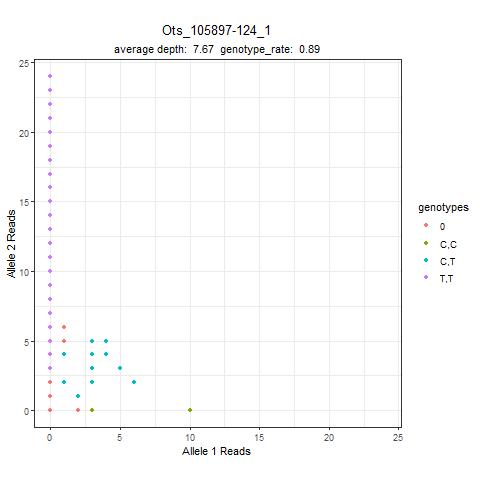 Ots_105897-124_1
average depth: 7.67 genotype_rate: 0.89
25
20
15
10
5
0
Allele 2 Reads
0 5 10 15 20 25
Allele 1 Reads
genotypes
0
C,C
C,T
T,T